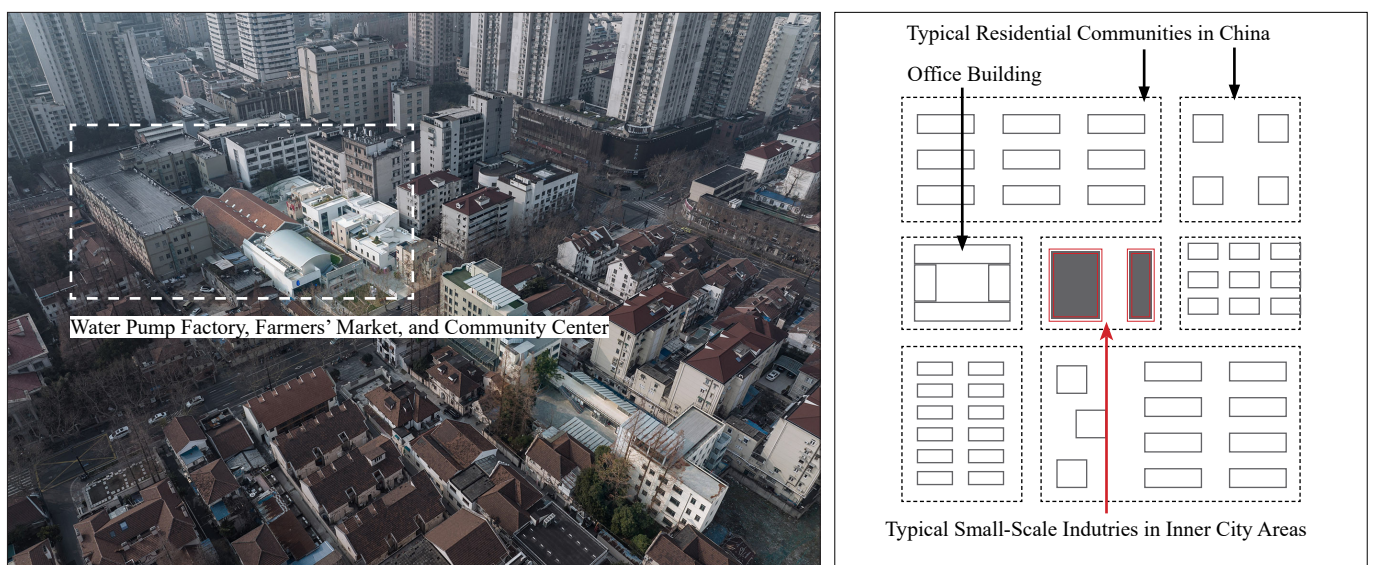 Water Pump Factory, Farmers’ Market, and Community Center
Typical Residential Communities in China
Office Building
Typical Small-Scale Indutries in Inner City Areas